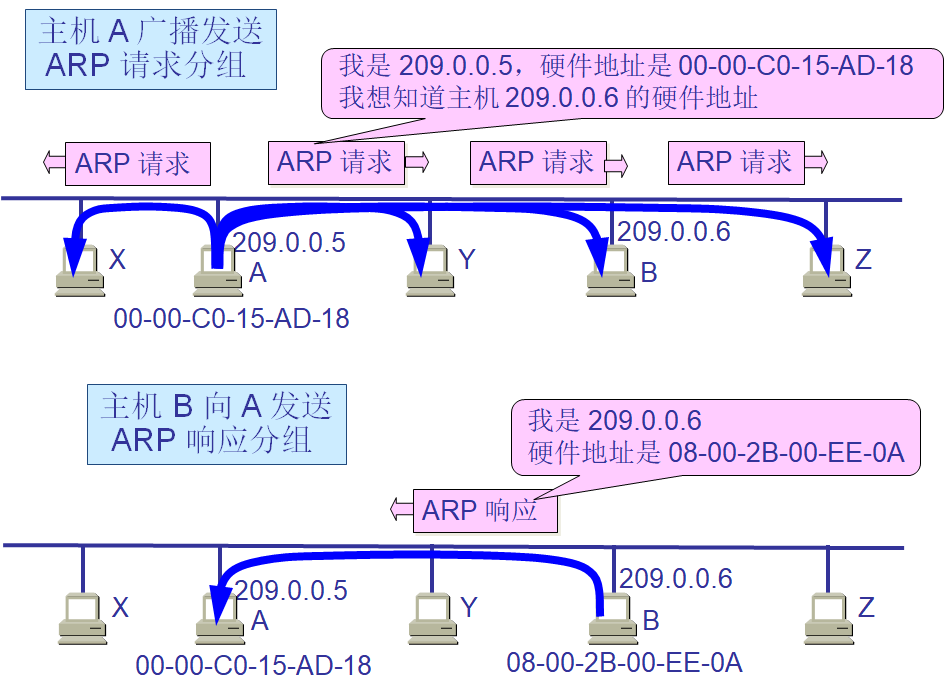 主机 A 广播发送
ARP 请求分组
我是 209.0.0.5，硬件地址是 00-00-C0-15-AD-18
我想知道主机 209.0.0.6 的硬件地址
ARP 请求
ARP 请求
ARP 请求
ARP 请求
209.0.0.5
209.0.0.6
X
A
Y
B
Z
00-00-C0-15-AD-18
主机 B 向 A 发送
ARP 响应分组
我是 209.0.0.6
硬件地址是 08-00-2B-00-EE-0A
ARP 响应
209.0.0.5
209.0.0.6
X
A
Y
B
Z
00-00-C0-15-AD-18
08-00-2B-00-EE-0A